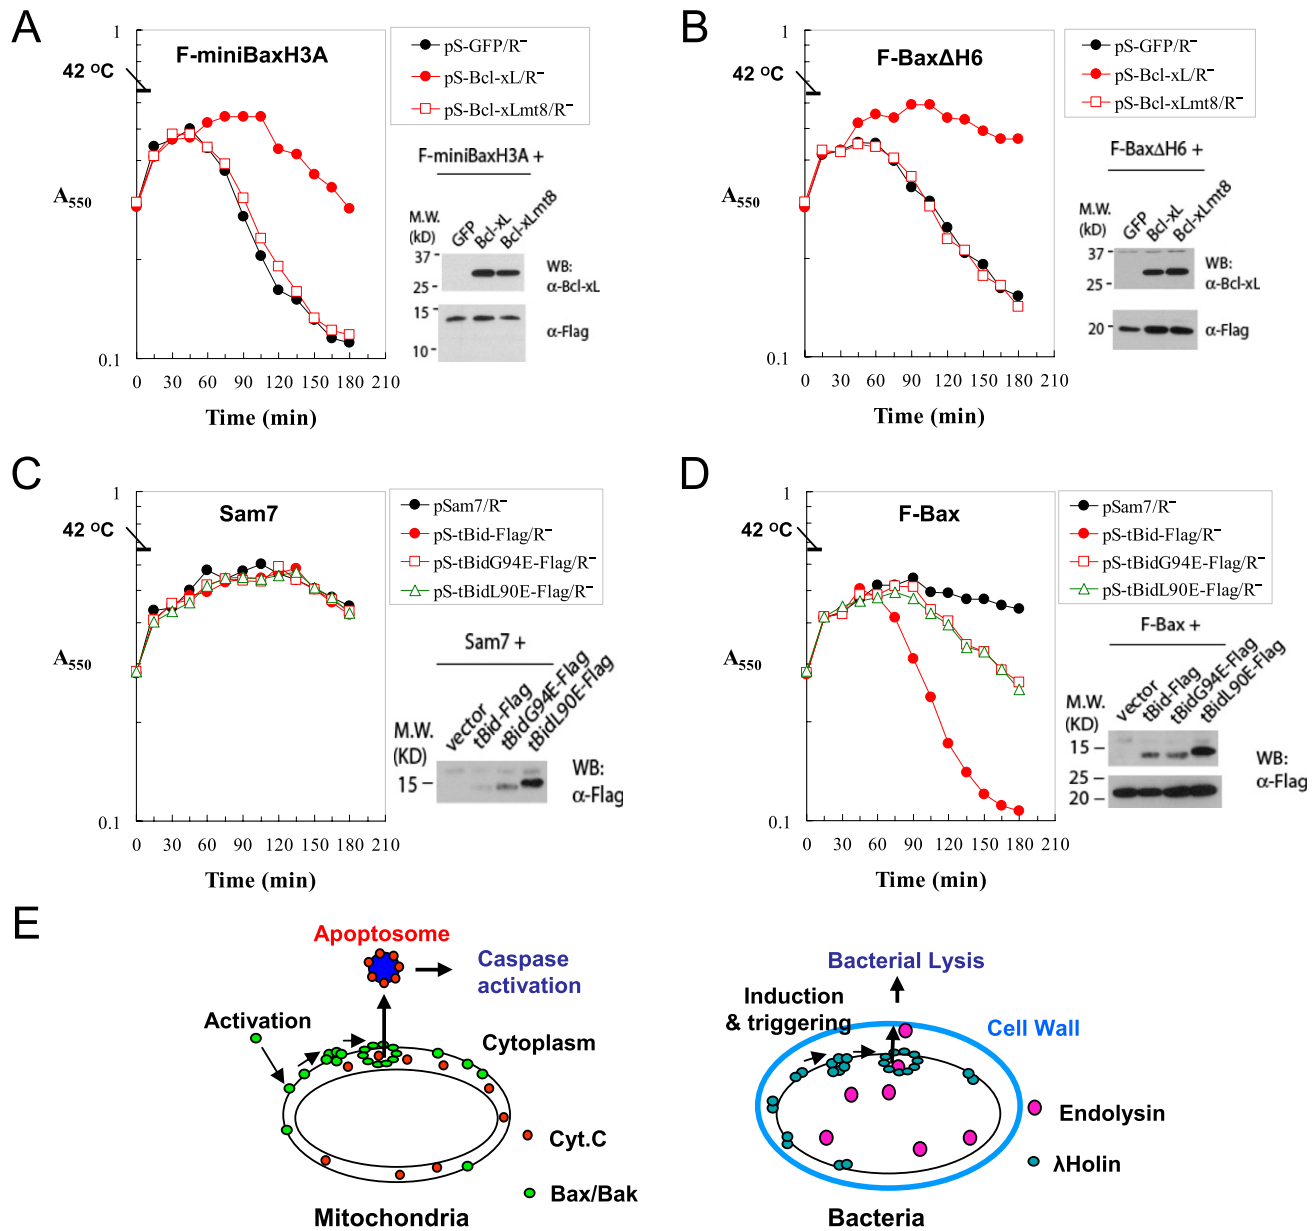 A
1
F-miniBaxH3A
42 °C
pS-GFP/R⁻
pS-Bcl-xL/R⁻
pS-Bcl-xLmt8/R⁻
F-miniBaxH3A +
M.W.
(kD)
GFP
Bcl-xL
Bcl-xLmt8
37
25
WB:
α-Bcl-xL
15
10
α-Flag
A550
0.1
0 30 60 90 120 150 180 210
Time (min)
B
1
F-BaxΔH6
42 °C
pS-GFP/R⁻
pS-Bcl-xL/R⁻
pS-Bcl-xLmt8/R⁻
F-BaxΔH6 +
M.W.
(kD)
GFP
Bcl-xL
Bcl-xLmt8
37
25
WB:
α-Bcl-xL
20
α-Flag
A550
0.1
0 30 60 90 120 150 180 210
Time (min)
C
1
Sam7
42 °C
pSam7/R⁻
pS-tBid-Flag/R⁻
pS-tBidG94E-Flag/R⁻
pS-tBidL90E-Flag/R⁻
Sam7 +
M.W.
(KD)
vector
tBid-Flag
tBidG94E-Flag
tBidL90E-Flag
15
WB:
α-Flag
A550
0.1
0 30 60 90 120 150 180 210
Time (min)
D
1
F-Bax
42 °C
pSam7/R⁻
pS-tBid-Flag/R⁻
pS-tBidG94E-Flag/R⁻
pS-tBidL90E-Flag/R⁻
F-Bax +
M.W.
(KD)
vector
tBid-Flag
tBidG94E-Flag
tBidL90E-Flag
15
25
20
WB:
α-Flag
A550
0.1
0 30 60 90 120 150 180 210
Time (min)
E
Apoptosome
Caspase
activation
Activation
Cytoplasm
Cyt.C
Bax/Bak
Mitochondria
Bacterial Lysis
Induction
& triggering
Cell Wall
Endolysin
λHolin
Bacteria